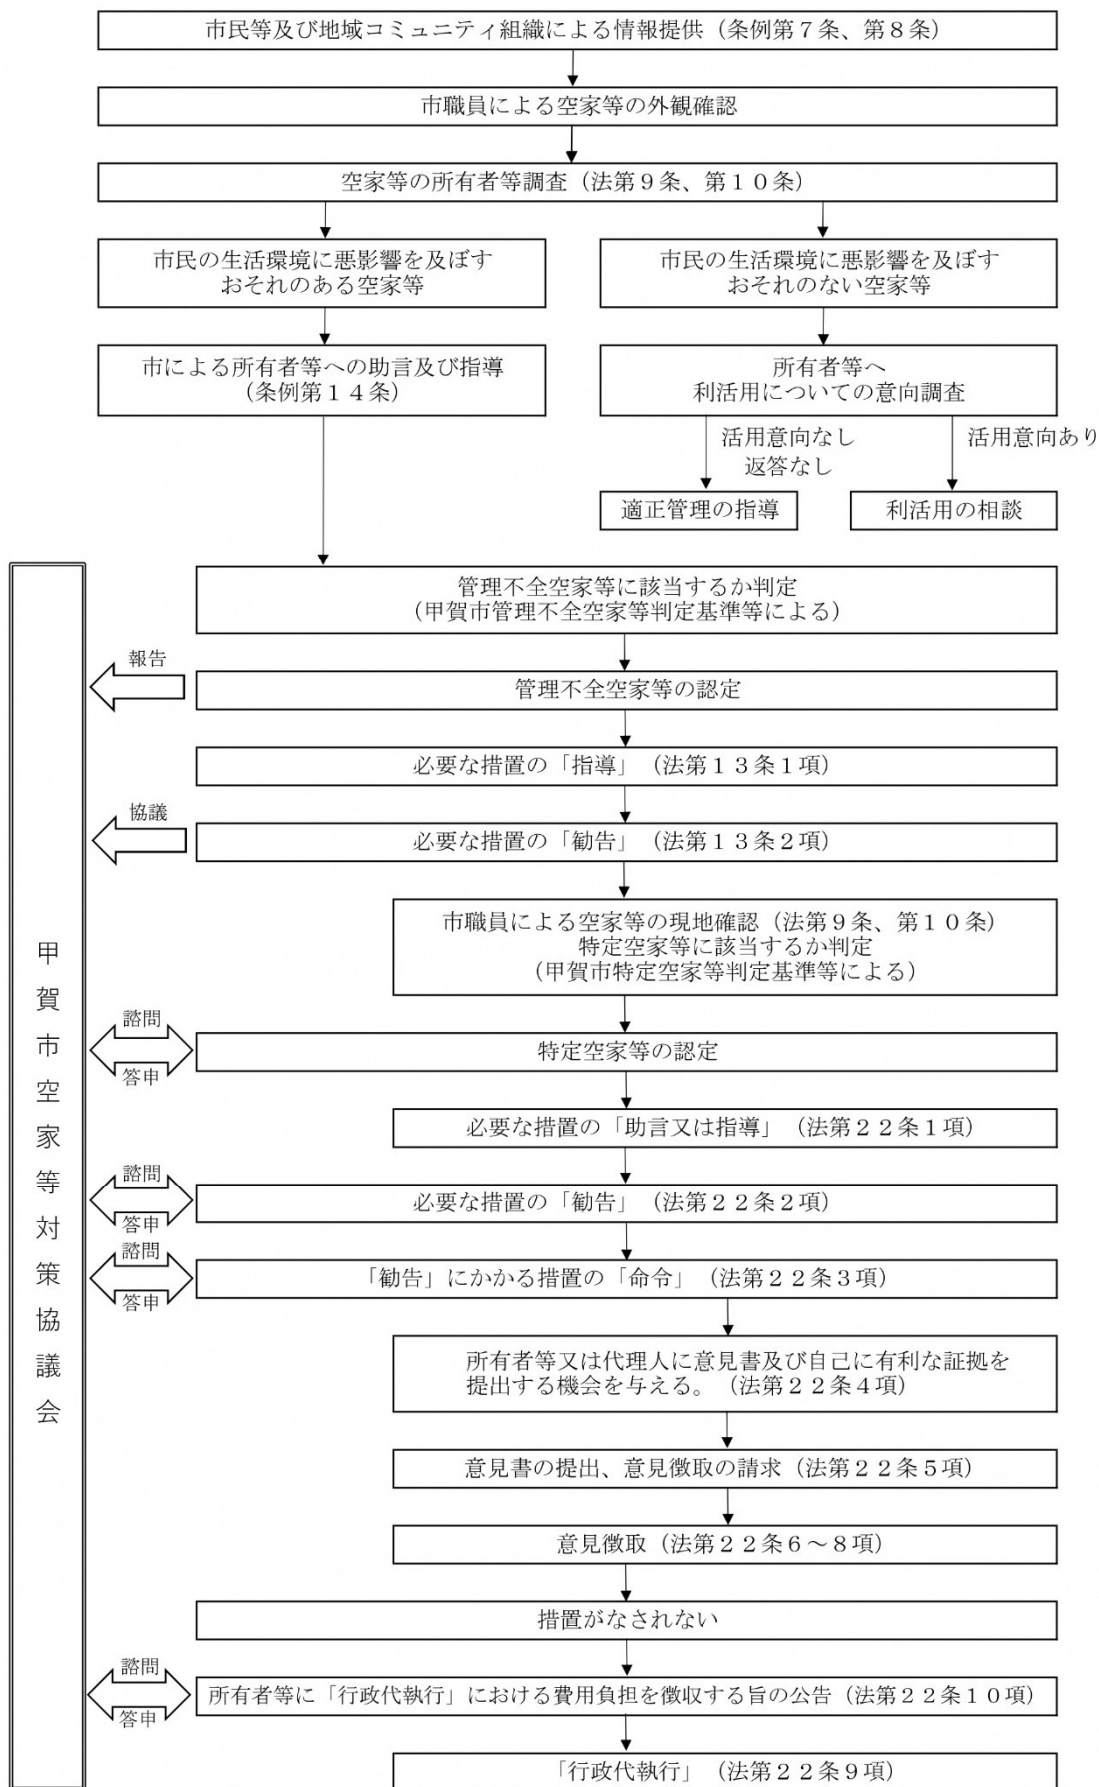 市民等及び地域コミュニティ組織による情報提供（条例第７条、第８条）
市職員による空家等の外観確認
空家等の所有者等調査（法第９条、第１０条）
市民の生活環境に悪影響を及ぼす
おそれのある空家等
市民の生活環境に悪影響を及ぼす
おそれのない空家等
市による所有者等への助言及び指導
（条例第１４条）
所有者等へ
利活用についての意向調査
活用意向なし
返答なし
活用意向あり
適正管理の指導
利活用の相談
甲賀市空家等対策協議会
管理不全空家等に該当するか判定
（甲賀市管理不全空家等判定基準等による）
報告
管理不全空家等の認定
必要な措置の「指導」（法第１３条１項）
協議
必要な措置の「勧告」（法第１３条２項）
市職員による空家等の現地確認（法第９条、第１０条）
特定空家等に該当するか判定
（甲賀市特定空家等判定基準等による）
諮問
答申
特定空家等の認定
必要な措置の「助言又は指導」（法第２２条１項）
諮問
答申
必要な措置の「勧告」（法第２２条２項）
諮問
答申
「勧告」にかかる措置の「命令」（法第２２条３項）
所有者等又は代理人に意見書及び自己に有利な証拠を
提出する機会を与える。（法第２２条４項）
意見書の提出、意見徴取の請求（法第２２条５項）
意見徴取（法第２２条６～８項）
措置がなされない
諮問
答申
所有者等に「行政代執行」における費用負担を徴収する旨の公告（法第２２条１０項）
「行政代執行」（法第２２条９項）